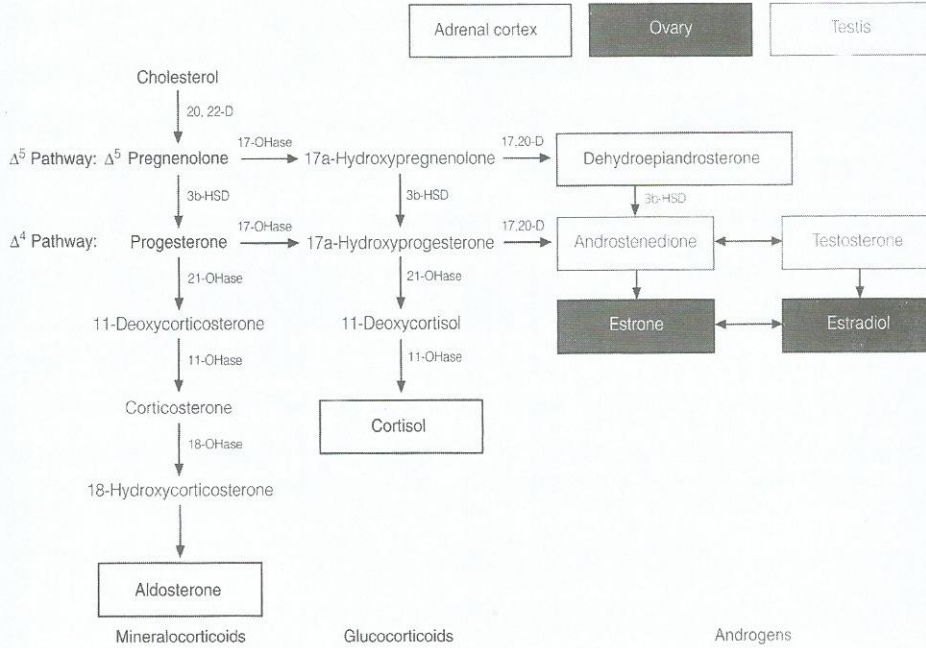 Adrenal cortex Ovary Testis
Cholesterol
20, 22-D
Δ⁵ Pathway: Δ⁵ Pregnenolone 17-OHase 17a-Hydroxypregnenolone 17,20-D Dehydroepiandrosterone
3b-HSD 3b-HSD 3b-HSD
Δ⁴ Pathway: Progesterone 17-OHase 17a-Hydroxyprogesterone 17,20-D Androstenedione Testosterone
21-OHase 21-OHase
11-Deoxycorticosterone 11-Deoxycortisol Estrone Estradiol
11-OHase 11-OHase
Corticosterone Cortisol
18-OHase
18-Hydroxycorticosterone
Aldosterone
Mineralocorticoids Glucocorticoids Androgens